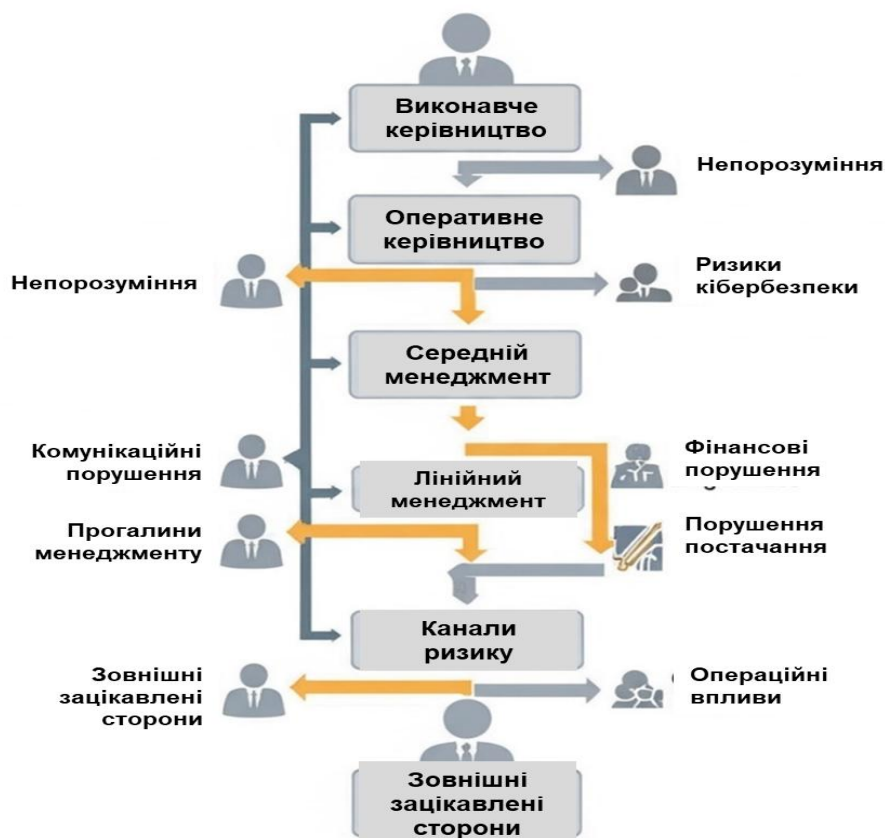 Виконавче
керівництво
Непорозуміння
Оперативне
керівництво
Непорозуміння
Ризики
кібербезпеки
Середній
менеджмент
Комунікаційні
порушення
Фінансові
порушення
Лінійний
менеджмент
Прогалини
менеджменту
Порушення
постачання
Канали
ризику
Зовнішні
зацікавлені
сторони
Операційні
впливи
Зовнішні
зацікавлені
сторони